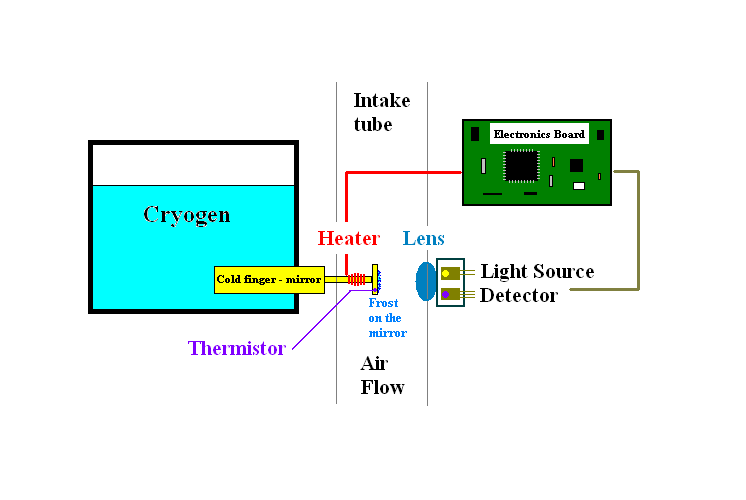 Intake
tube
Electronics Board
Cryogen
Heater
Lens
Cold finger - mirror
Light Source
Detector
Frost
on the
mirror
Thermistor
Air
Flow